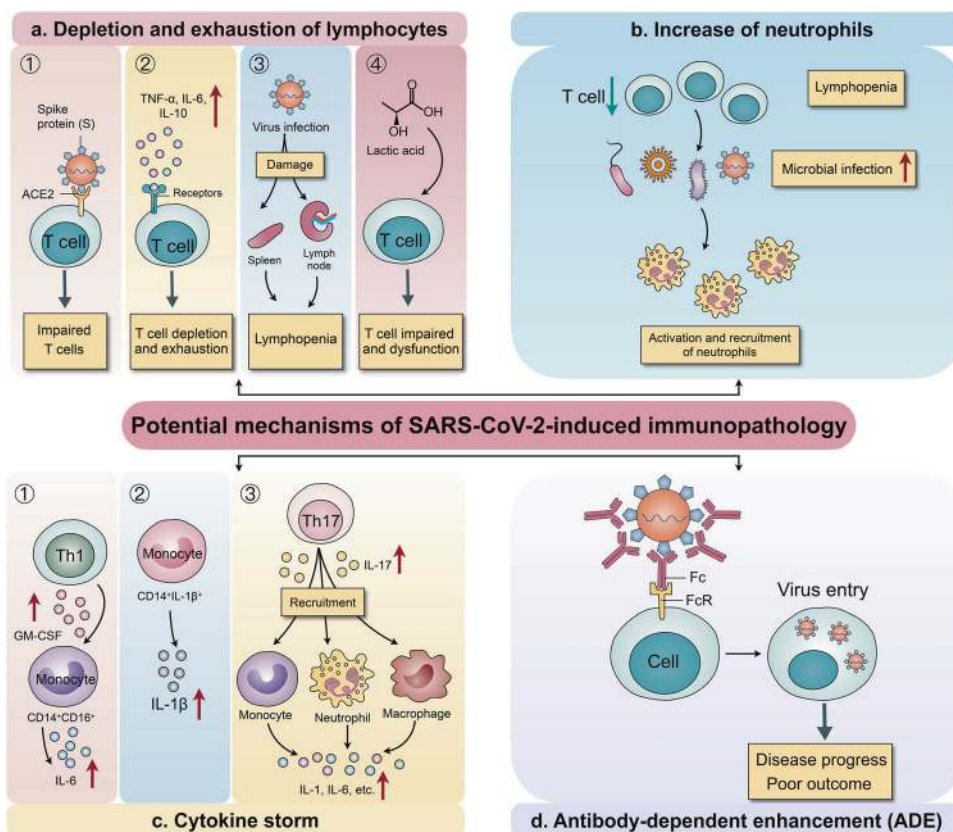 a. Depletion and exhaustion of lymphocytes
①
Spike
protein (S)
ACE2
T cell
Impaired
T cells
②
TNF-α, IL-6,
IL-10
Receptors
T cell
T cell depletion
and exhaustion
③
Virus infection
Damage
Spleen
Lymph
node
Lymphopenia
④
OH
O
OH
Lactic acid
T cell
T cell impaired
and dysfunction
b. Increase of neutrophils
T cell
Lymphopenia
Microbial infection
Activation and recruitment
of neutrophils
Potential mechanisms of SARS-CoV-2-induced immunopathology
①
Th1
GM-CSF
Monocyte
CD14⁺CD16⁺
IL-6
②
Monocyte
CD14⁺IL-1β⁺
IL-1β
③
Th17
IL-17
Recruitment
Monocyte
Neutrophil
Macrophage
IL-1, IL-6, etc.
c. Cytokine storm
Fc
FcR
Cell
Virus entry
Disease progress
Poor outcome
d. Antibody-dependent enhancement (ADE)